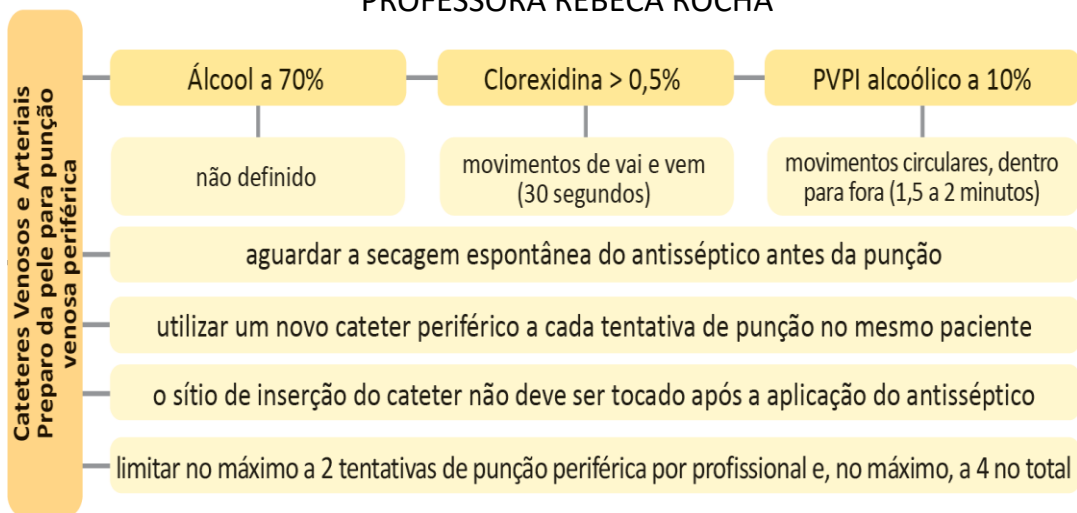 PROFESSORA REBECA ROCHA
Cateteres Venosos e Arteriais
Preparo da pele para punção
venosa periférica
Álcool a 70%
Clorexidina > 0,5%
PVPI alcoólico a 10%
não definido
movimentos de vai e vem
(30 segundos)
movimentos circulares, dentro
para fora (1,5 a 2 minutos)
aguardar a secagem espontânea do antisséptico antes da punção
utilizar um novo cateter periférico a cada tentativa de punção no mesmo paciente
o sítio de inserção do cateter não deve ser tocado após a aplicação do antisséptico
limitar no máximo a 2 tentativas de punção periférica por profissional e, no máximo, a 4 no total